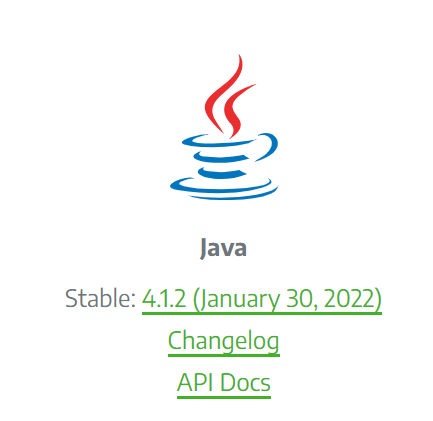 Java
Stable: 4.1.2 (January 30, 2022)
Changelog
API Docs